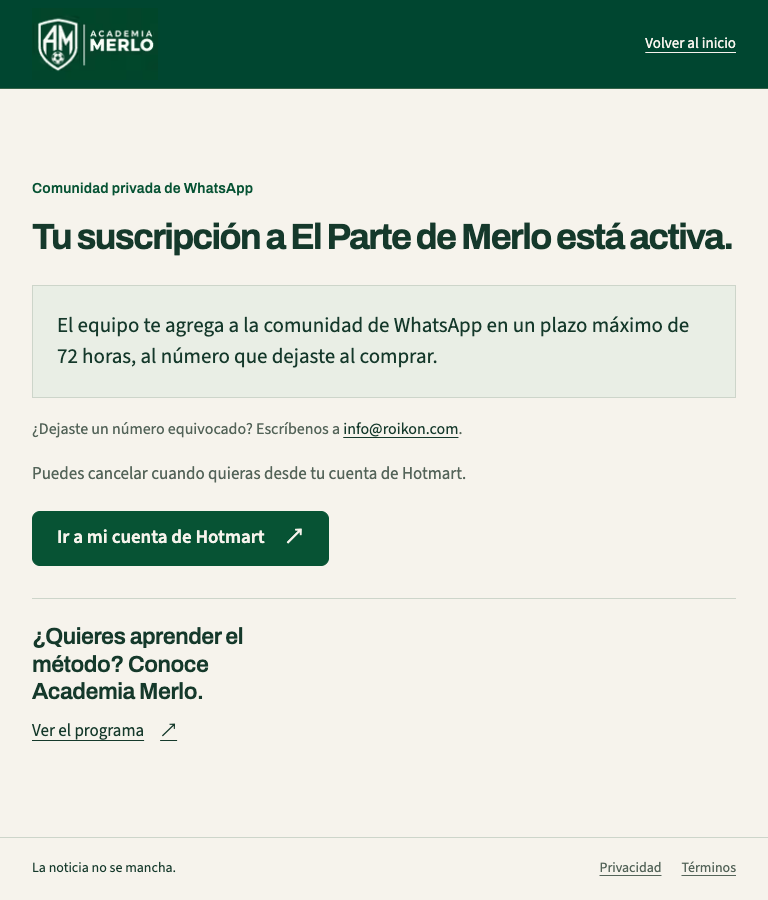 AM ACADEMIA
MERLO
Volver al inicio
Comunidad privada de WhatsApp
Tu suscripción a El Parte de Merlo está activa.
El equipo te agrega a la comunidad de WhatsApp en un plazo máximo de
72 horas, al número que dejaste al comprar.
¿Dejaste un número equivocado? Escríbenos a info@roikon.com.
Puedes cancelar cuando quieras desde tu cuenta de Hotmart.
Ir a mi cuenta de Hotmart ↗
¿Quieres aprender el
método? Conoce
Academia Merlo.
Ver el programa ↗
La noticia no se mancha.
Privacidad Términos